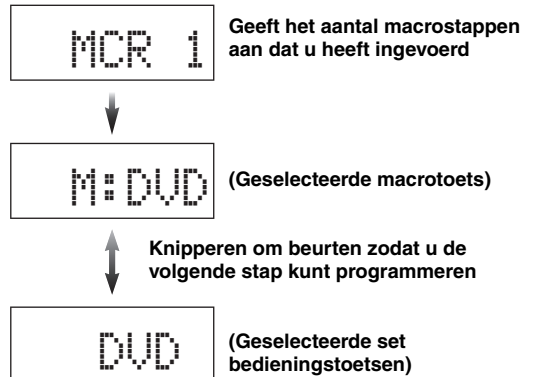 MCR 1
Geeft het aantal macrostappen
aan dat u heeft ingevoerd
M:DVD
(Geselecteerde macrotoets)
Knipperen om beurten zodat u de
volgende stap kunt programmeren
DVD
(Geselecteerde set
bedieningstoetsen)